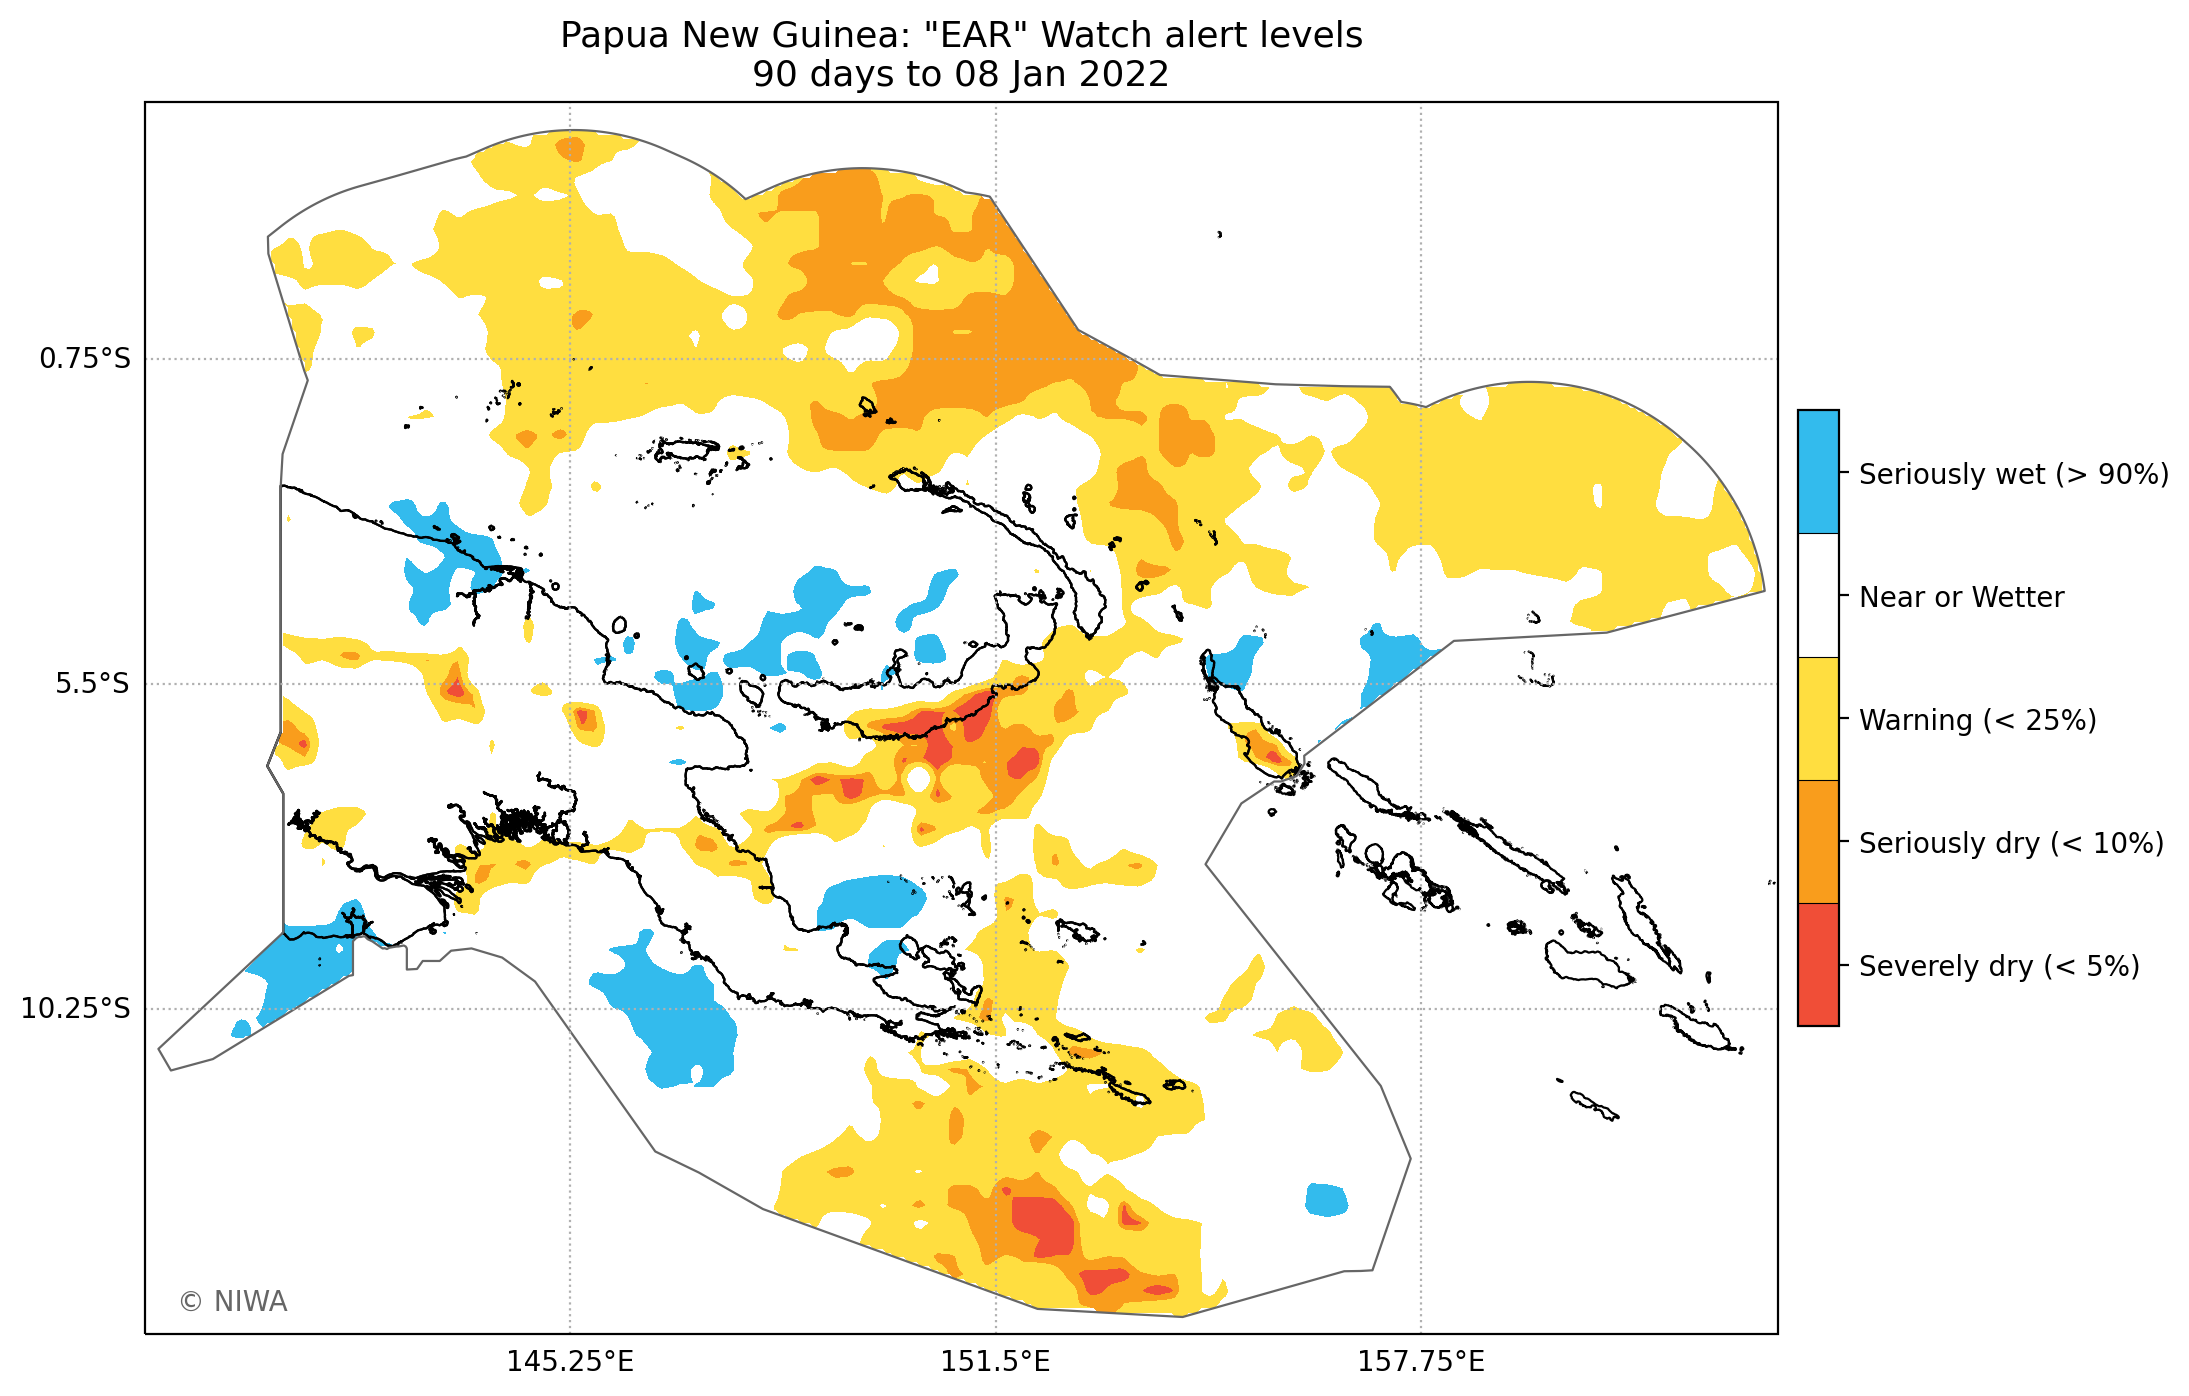 Papua New Guinea: "EAR" Watch alert levels
90 days to 08 Jan 2022
0.75°S
5.5°S
10.25°S
145.25°E
151.5°E
157.75°E
Seriously wet (> 90%)
Near or Wetter
Warning (< 25%)
Seriously dry (< 10%)
Severely dry (< 5%)
© NIWA